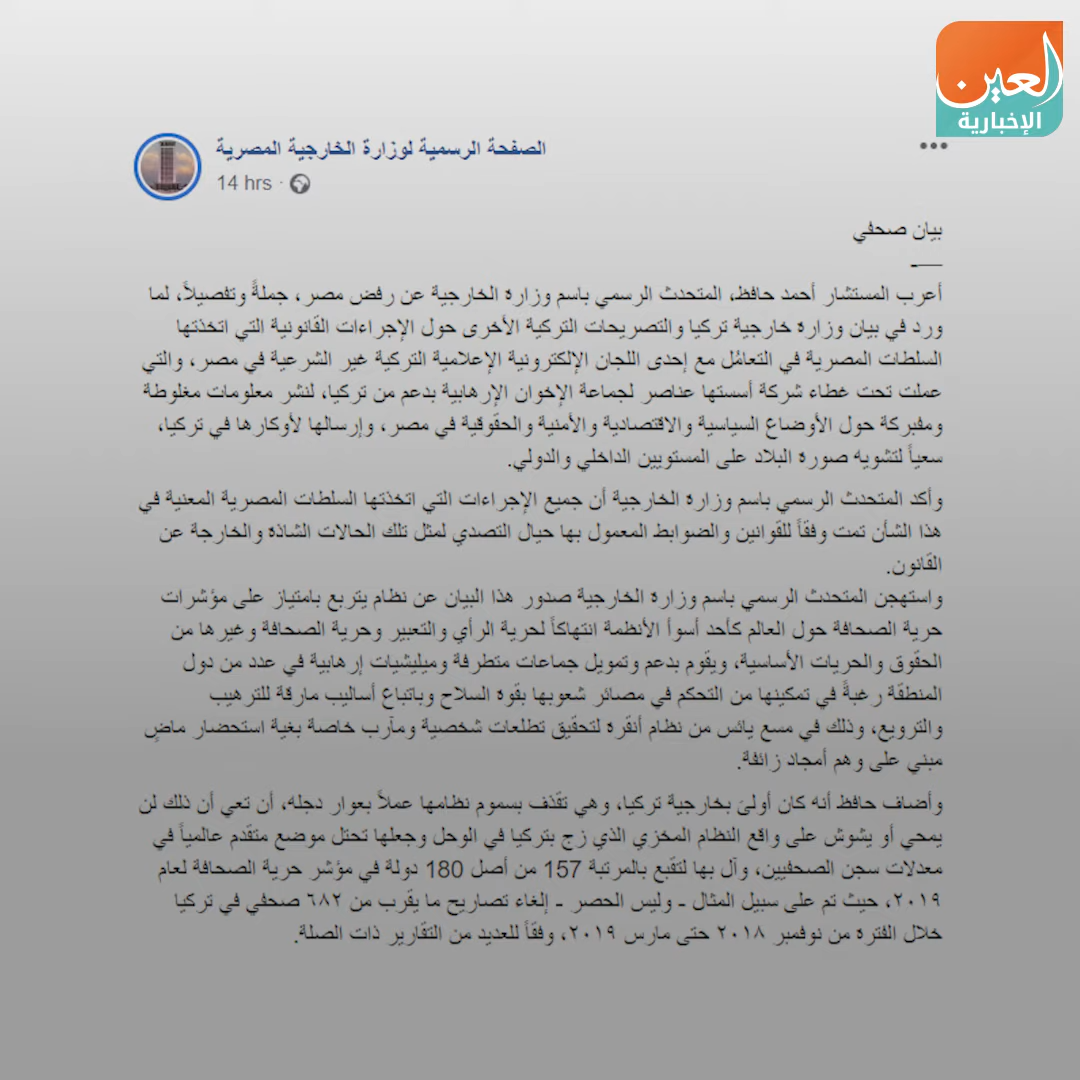 العين
الإخبارية
الصفحة الرسمية لوزارة الخارجية المصرية
14 hrs ·
بيان صحفي
—-
أعرب المستشار أحمد حافظ، المتحدث الرسمي باسم وزارة الخارجية عن رفض مصر، جملةً وتفصيلاً، لما
ورد في بيان وزارة خارجية تركيا والتصريحات التركية الأخرى حول الإجراءات القانونية التي اتخذتها
السلطات المصرية في التعامُل مع إحدى اللجان الإلكترونية الإعلامية التركية غير الشرعية في مصر، والتي
عملت تحت غطاء شركة أسستها عناصر لجماعة الإخوان الإرهابية بدعم من تركيا، لنشر معلومات مغلوطة
ومفبركة حول الأوضاع السياسية والاقتصادية والأمنية والحقوقية في مصر، وإرسالها لأوكارها في تركيا،
سعياً لتشويه صورة البلاد على المستويين الداخلي والدولي.
وأكد المتحدث الرسمي باسم وزارة الخارجية أن جميع الإجراءات التي اتخذتها السلطات المصرية المعنية في
هذا الشأن تمت وفقاً للقوانين والضوابط المعمول بها حيال التصدي لمثل تلك الحالات الشاذة والخارجة عن
القانون.
واستهجن المتحدث الرسمي باسم وزارة الخارجية صدور هذا البيان عن نظام يتربع بامتياز على مؤشرات
حرية الصحافة حول العالم كأحد أسوأ الأنظمة انتهاكاً لحرية الرأي والتعبير وحرية الصحافة وغيرها من
الحقوق والحريات الأساسية، ويقوم بدعم وتمويل جماعات متطرفة وميليشيات إرهابية في عدد من دول
المنطقة رغبةً في تمكينها من التحكم في مصائر شعوبها بقوة السلاح وباتباع أساليب مارقة للترهيب
والترويع، وذلك في مسع يائس من نظام أنقرة لتحقيق تطلعات شخصية ومآرب خاصة بغية استحضار ماضٍ
مبني على وهم أمجاد زائفة.
وأضاف حافظ أنه كان أولىَ بخارجية تركيا، وهي تقذف بسموم نظامها عملاً بعوار دجله، أن تعي أن ذلك لن
يمحي أو يشوش على واقع النظام المخزي الذي زج بتركيا في الوحل وجعلها تحتل موضع متقدم عالمياً في
معدلات سجن الصحفيين، وآل بها لتقبع بالمرتبة 157 من أصل 180 دولة في مؤشر حرية الصحافة لعام
٢٠١٩، حيث تم على سبيل المثال ـ وليس الحصر ـ إلغاء تصاريح ما يقرب من ٦٨٢ صحفي في تركيا
خلال الفترة من نوفمبر ٢٠١٨ حتى مارس ٢٠١٩، وفقاً للعديد من التقارير ذات الصلة.